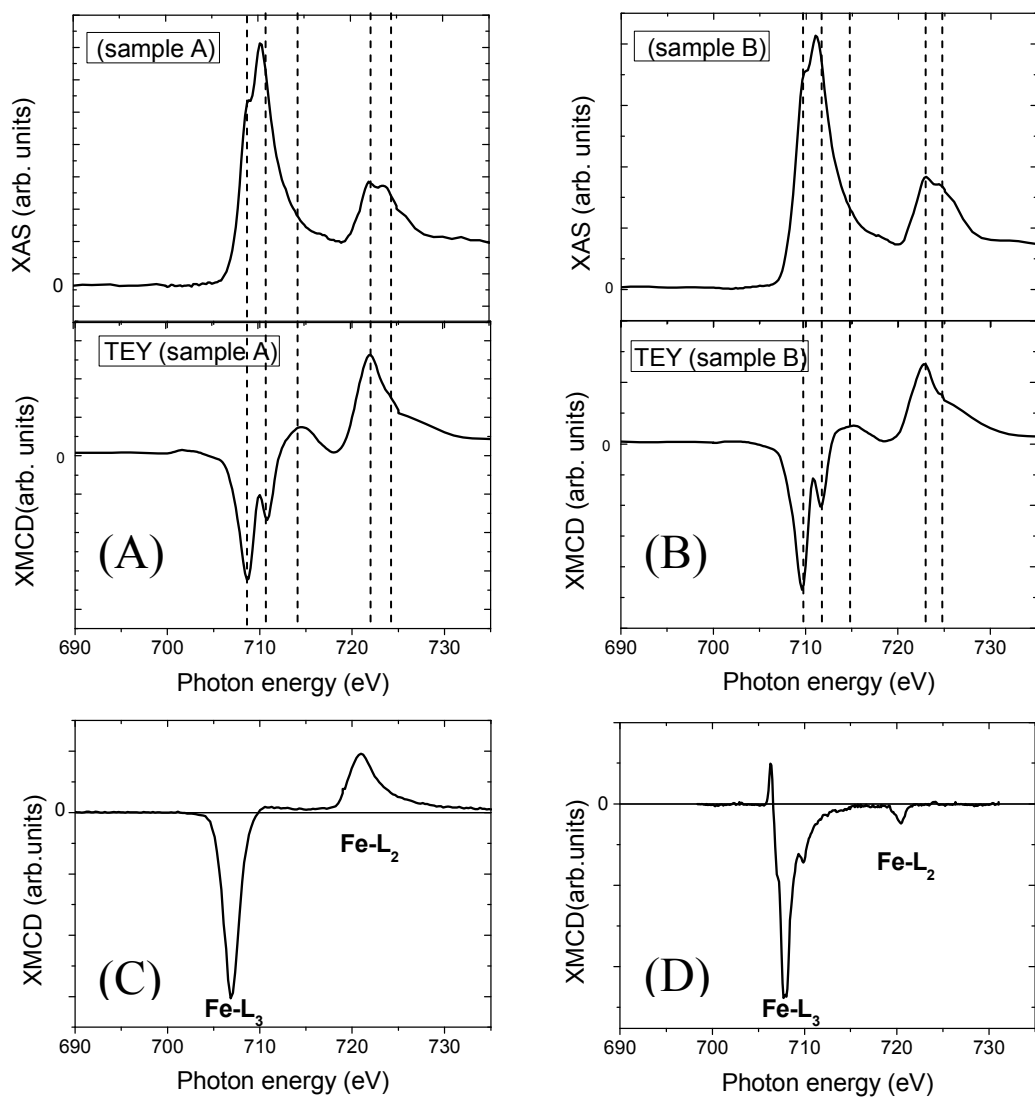 (sample A)
XAS (arb. units)
0
TEY (sample A)
XMCD(arb. units)
0
(A)
690 700 710 720 730
Photon energy (eV)
(sample B)
XAS (arb. units)
0
TEY (sample B)
XMCD (arb. units)
0
(B)
690 700 710 720 730
Photon energy (eV)
XMCD (arb.units)
0
Fe-L2
(C)
Fe-L3
690 700 710 720 730
Photon energy (eV)
XMCD(arb.units)
0
Fe-L2
(D)
Fe-L3
690 700 710 720 730
Photon energy (eV)